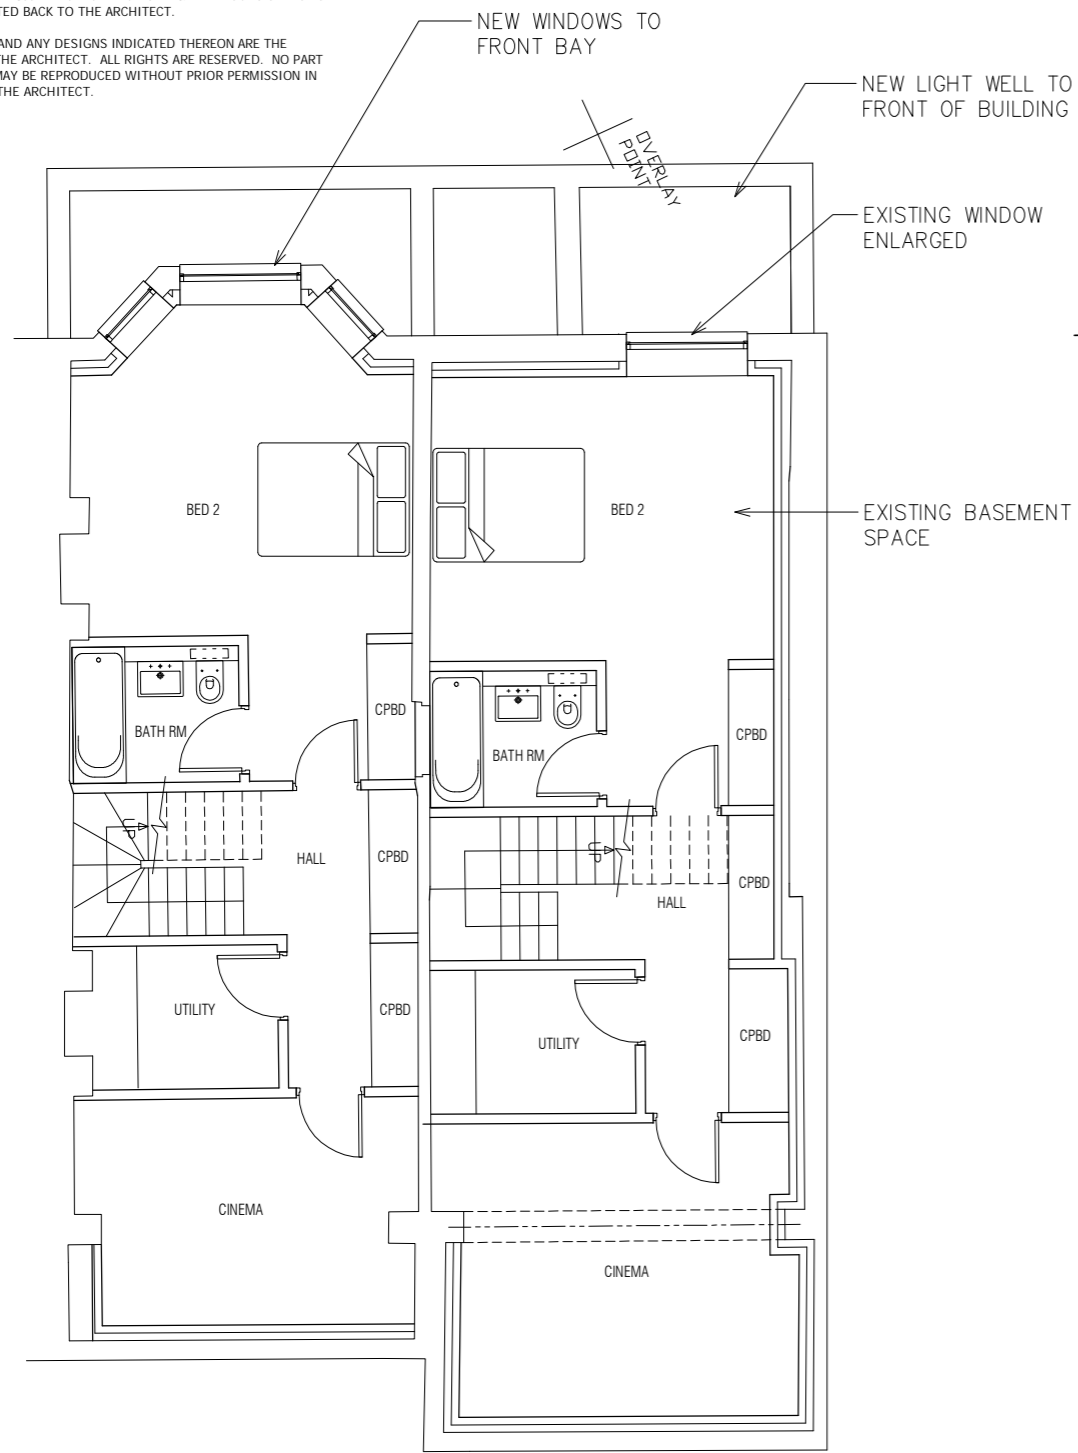 TED BACK TO THE ARCHITECT.
AND ANY DESIGNS INDICATED THEREON ARE THE
THE ARCHITECT. ALL RIGHTS ARE RESERVED. NO PART
MAY BE REPRODUCED WITHOUT PRIOR PERMISSION IN
THE ARCHITECT.
NEW WINDOWS TO
FRONT BAY
NEW LIGHT WELL TO
FRONT OF BUILDING
OVERLAY
POINT
EXISTING WINDOW
ENLARGED
BED 2
BED 2
EXISTING BASEMENT
SPACE
CPBD
BATH RM
CPBD
BATH RM
UP
HALL
CPBD
UP
CPBD
HALL
UTILITY
CPBD
UTILITY
CPBD
CINEMA
CINEMA